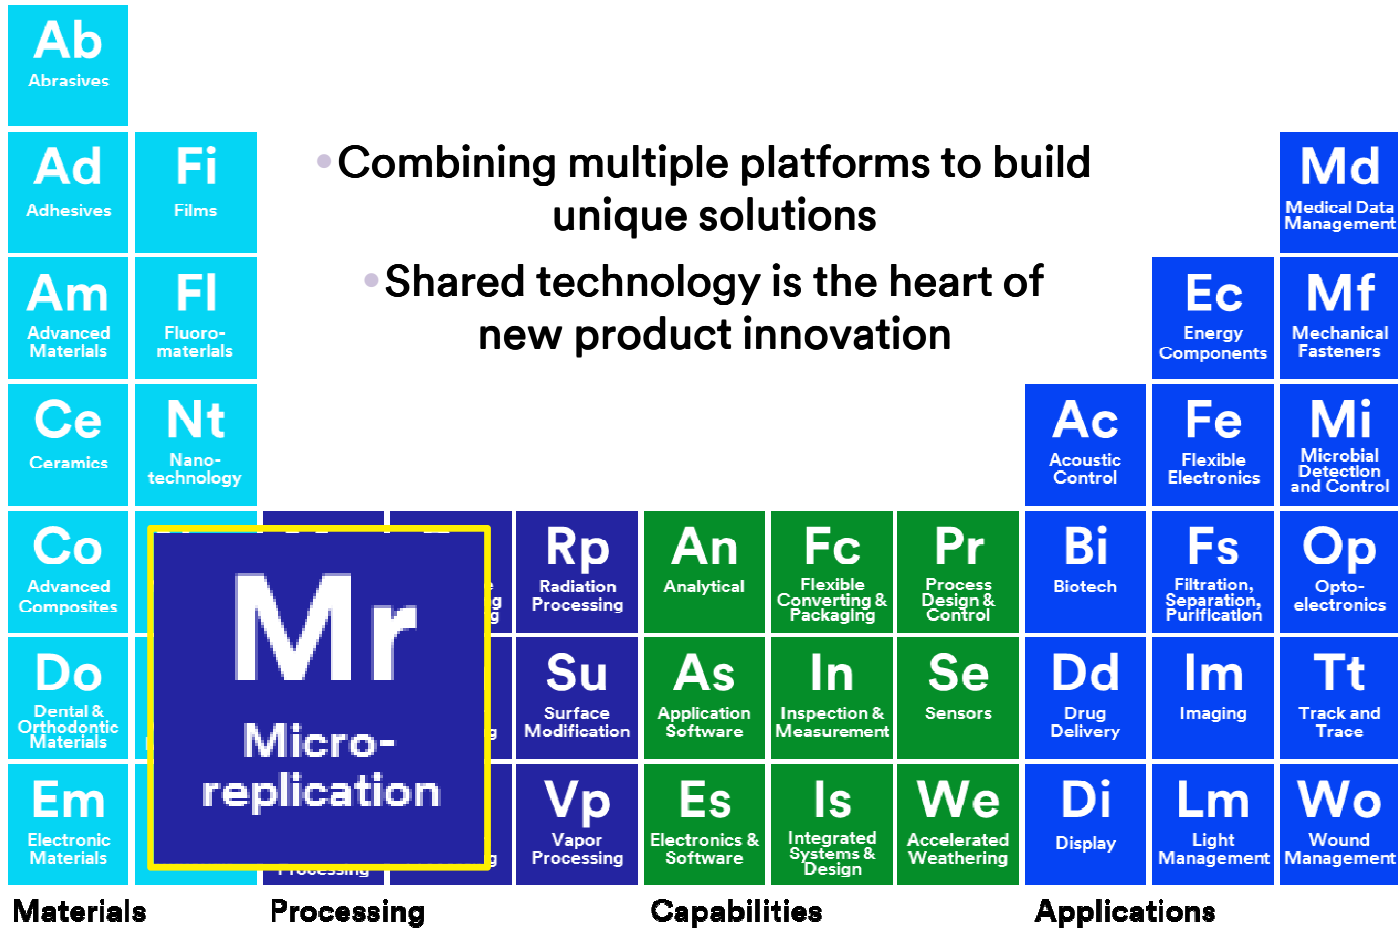 Ab
Abrasives
• Combining multiple platforms to build
unique solutions
• Shared technology is the heart of
new product innovation
Ad
Adhesives
Fi
Films
Md
Medical Data
Management
Am
Advanced
Materials
Fl
Fluoro-
materials
Ec
Energy
Components
Mf
Mechanical
Fasteners
Ce
Ceramics
Nt
Nano-
technology
Ac
Acoustic
Control
Fe
Flexible
Electronics
Mi
Microbial
Detection
and Control
Co
Advanced
Composites
Mr
Micro-
replication
Rp
Radiation
Processing
An
Analytical
Fc
Flexible
Converting &
Packaging
Pr
Process
Design &
Control
Bi
Biotech
Fs
Filtration,
Separation,
Purification
Op
Opto-
electronics
Do
Dental &
Orthodontic
Materials
Su
Surface
Modification
As
Application
Software
In
Inspection &
Measurement
Se
Sensors
Dd
Drug
Delivery
Im
Imaging
Tt
Track and
Trace
Em
Electronic
Materials
Processing
Vp
Vapor
Processing
Es
Electronics &
Software
Is
Integrated
Systems &
Design
We
Accelerated
Weathering
Di
Display
Lm
Light
Management
Wo
Wound
Management
Materials
Processing
Capabilities
Applications